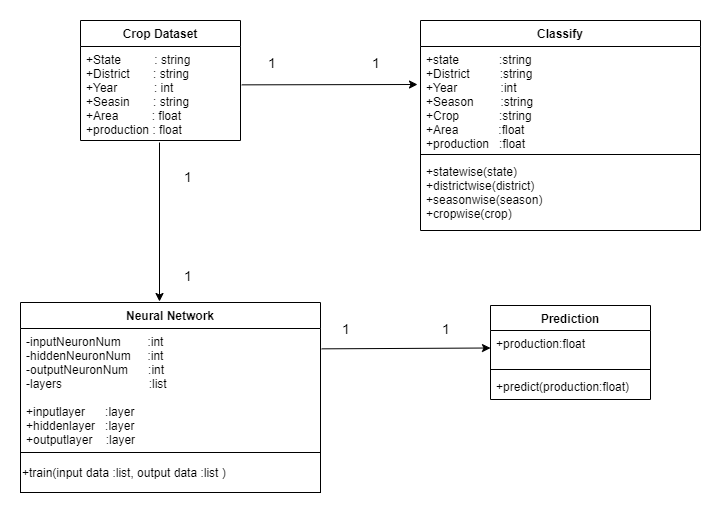 Crop Dataset
+State : string
+District : string
+Year : int
+Seasin : string
+Area : float
+production : float
1 1
Classify
+state :string
+District :string
+Year :int
+Season :string
+Crop :string
+Area :float
+production :float
+statewise(state)
+districtwise(district)
+seasonwise(season)
+cropwise(crop)
1
1
Neural Network
-inputNeuronNum :int
-hiddenNeuronNum :int
-outputNeuronNum :int
-layers :list
+inputlayer :layer
+hiddenlayer :layer
+outputlayer :layer
+train(input data :list, output data :list )
1 1
Prediction
+production:float
+predict(production:float)